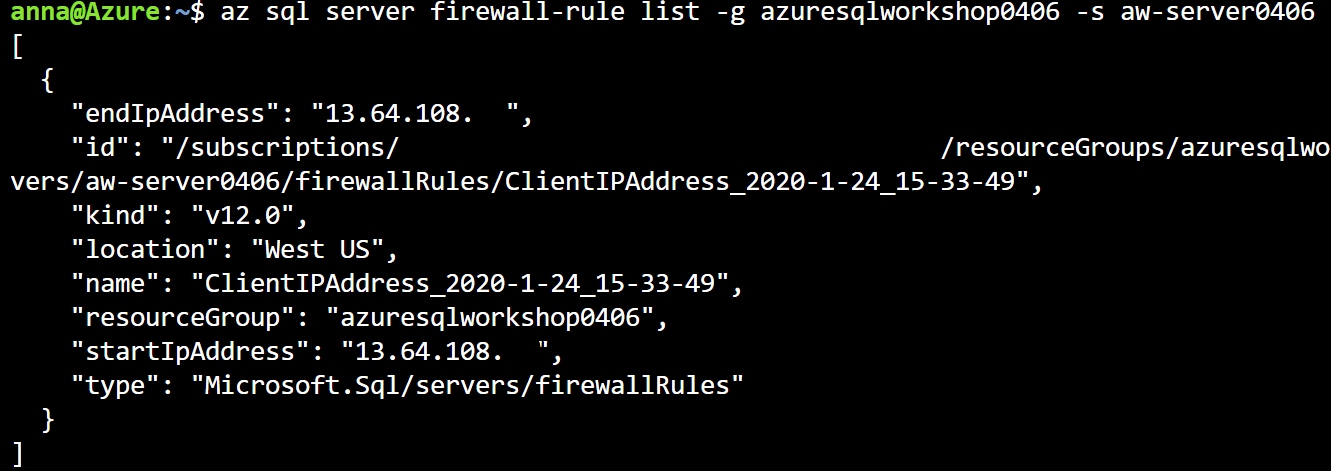 anna@Azure:~$ az sql server firewall-rule list -g azuresqlworkshop0406 -s aw-server0406
[
  {
    "endIpAddress": "13.64.108.  ",
    "id": "/subscriptions/                                    /resourceGroups/azuresqlwo
vers/aw-server0406/firewallRules/ClientIPAddress_2020-1-24_15-33-49",
    "kind": "v12.0",
    "location": "West US",
    "name": "ClientIPAddress_2020-1-24_15-33-49",
    "resourceGroup": "azuresqlworkshop0406",
    "startIpAddress": "13.64.108.  ",
    "type": "Microsoft.Sql/servers/firewallRules"
  }
]